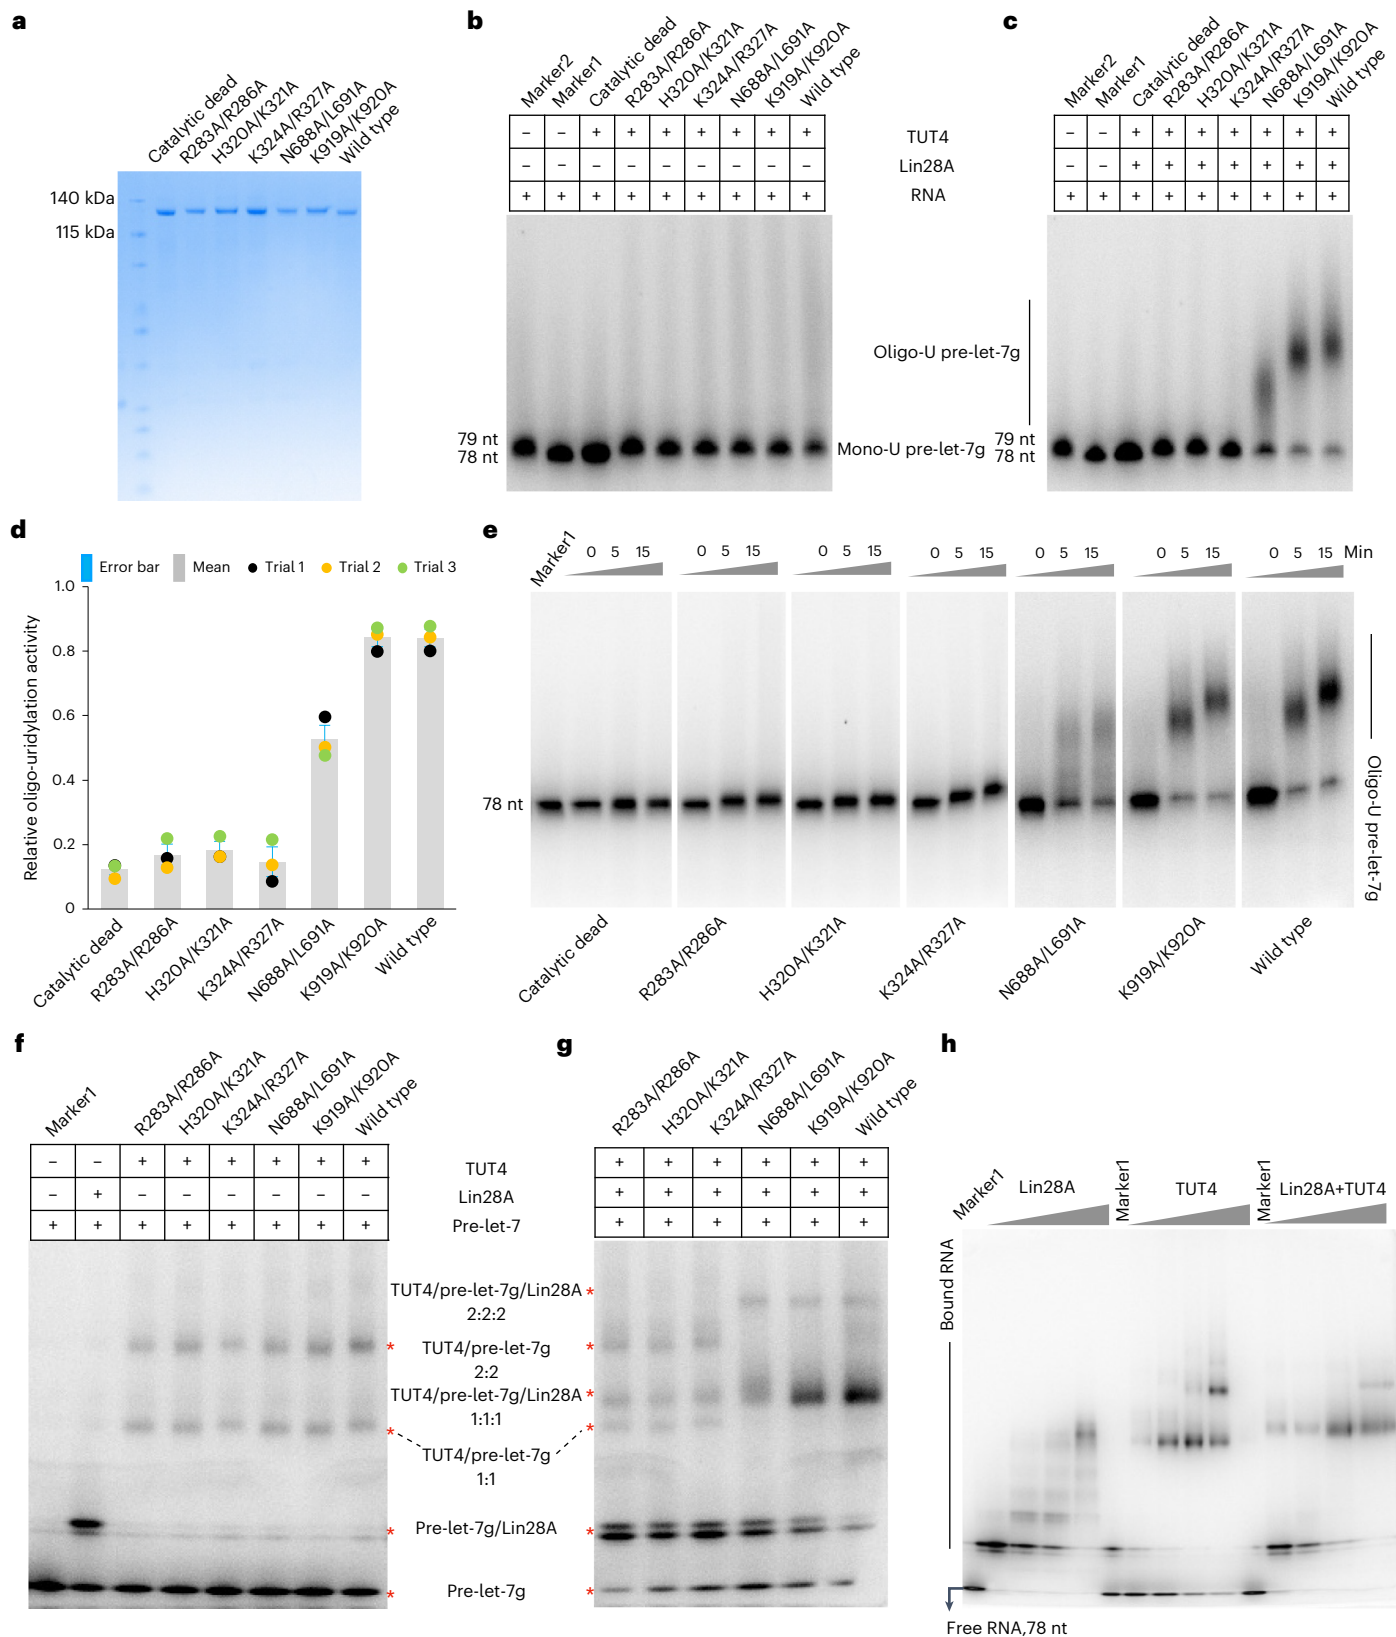 a
Catalytic dead
R283A/R286A
H320A/K321A
K324A/R327A
N688A/L691A
K919A/K920A
Wild type
140 kDa
115 kDa
b
Marker2
Marker1
Catalytic dead
R283A/R286A
H320A/K321A
K324A/R327A
N688A/L691A
K919A/K920A
Wild type
– – + + + + + + + TUT4
– – – – – – – – – Lin28A
+ + + + + + + + + RNA
79 nt
78 nt
Oligo-U pre-let-7g
Mono-U pre-let-7g
c
Marker2
Marker1
Catalytic dead
R283A/R286A
H320A/K321A
K324A/R327A
N688A/L691A
K919A/K920A
Wild type
– – + + + + + + +
– – + + + + + + +
+ + + + + + + + +
79 nt
78 nt
d
Error bar Mean Trial 1 Trial 2 Trial 3
Relative oligo-uridylation activity
1.0
0.8
0.6
0.4
0.2
0
Catalytic dead
R283A/R286A
H320A/K321A
K324A/R327A
N688A/L691A
K919A/K920A
Wild type
e
Marker1
0 5 15 0 5 15 0 5 15 0 5 15 0 5 15 0 5 15 0 5 15 Min
78 nt
Oligo-U pre-let-7g
Catalytic dead
R283A/R286A
H320A/K321A
K324A/R327A
N688A/L691A
K919A/K920A
Wild type
f
Marker1
R283A/R286A
H320A/K321A
K324A/R327A
N688A/L691A
K919A/K920A
Wild type
– – + + + + + + TUT4
– + – – – – – – Lin28A
+ + + + + + + + Pre-let-7
TUT4/pre-let-7g/Lin28A *
2:2:2
* TUT4/pre-let-7g *
2:2
TUT4/pre-let-7g/Lin28A *
1:1:1
* TUT4/pre-let-7g *
1:1
* Pre-let-7g/Lin28A *
* Pre-let-7g *
g
R283A/R286A
H320A/K321A
K324A/R327A
N688A/L691A
K919A/K920A
Wild type
+ + + + + +
+ + + + + +
+ + + + + +
h
Marker1
Lin28A
Marker1
TUT4
Marker1
Lin28A+TUT4
Bound RNA
Free RNA,78 nt